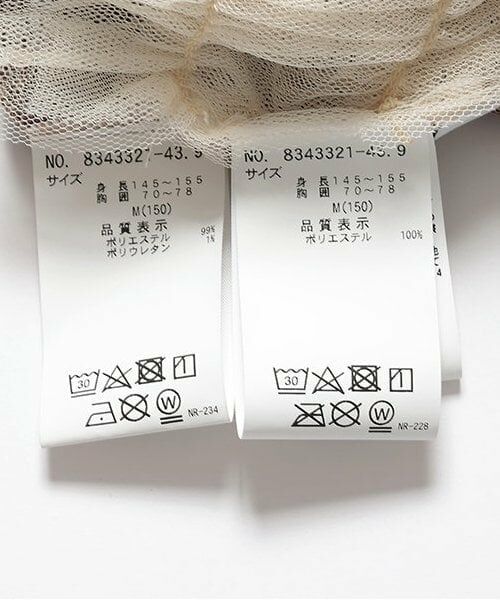 NO. 8343321-43.9
サイズ
身長145～155
胸囲 70～78
M(150)
品質表示
ポリエステル 99%
ポリウレタン 1%
30
W
NR-234
NO. 8343321-43.9
サイズ
身長145～155
胸囲 70～78
M(150)
品質表示
ポリエステル 100%
30
W
NR-228